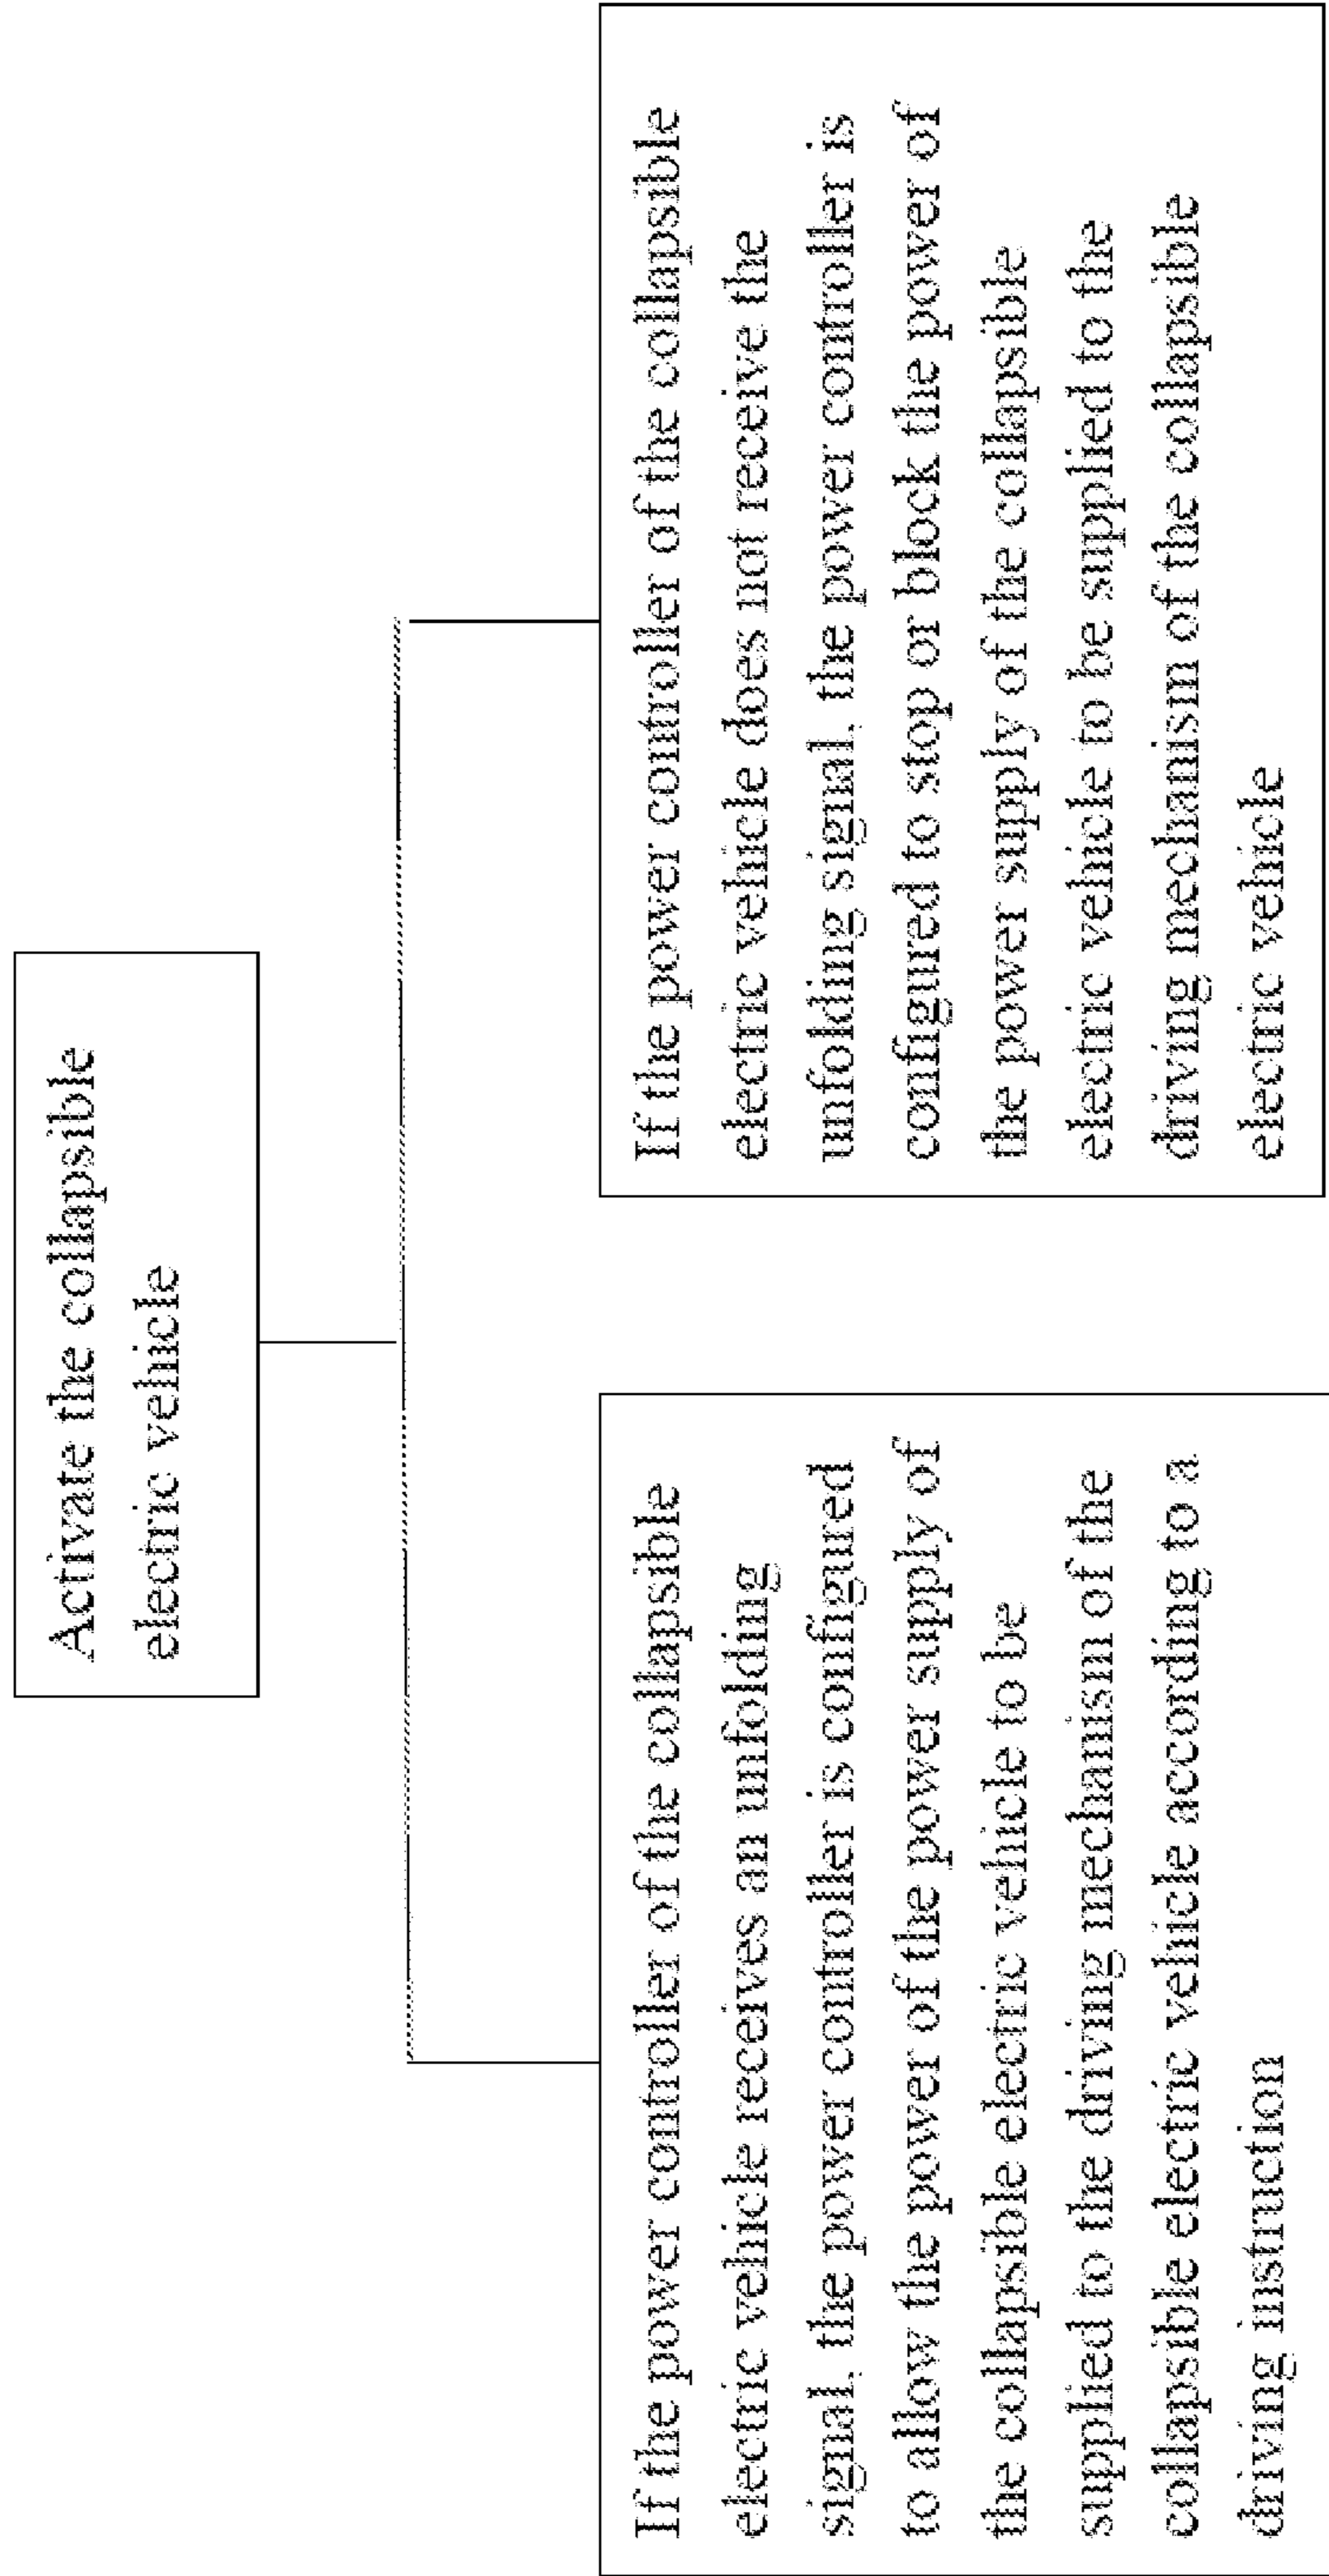 Activate the collapsible
electric vehicle
If the power controller of the collapsible
electric vehicle receives an unfolding
signal, the power controller is configured
to allow the power of the power supply of
the collapsible electric vehicle to be
supplied to the driving mechanism of the
collapsible electric vehicle according to a
driving instruction
If the power controller of the collapsible
electric vehicle does not receive the
unfolding signal, the power controller is
configured to stop or block the power of
the power supply of the collapsible
electric vehicle to be supplied to the
driving mechanism of the collapsible
electric vehicle